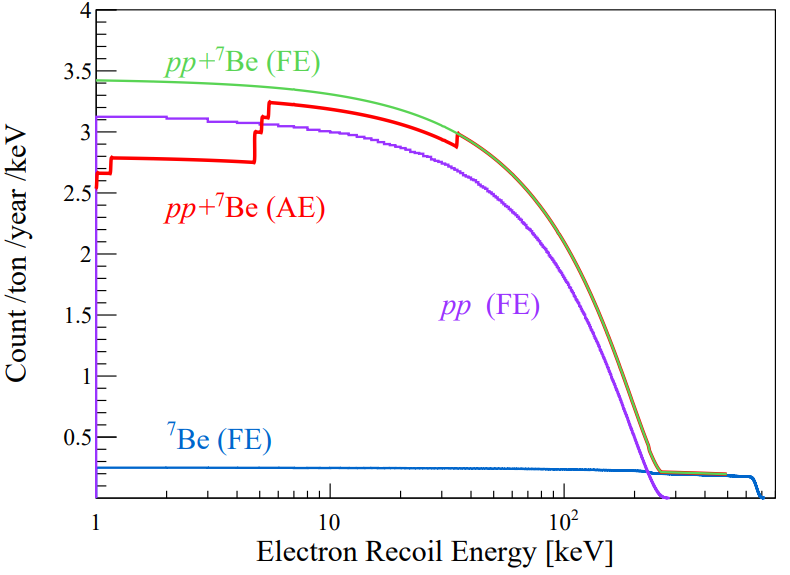 4
3.5
3
2.5
2
1.5
1
0.5
Count /ton /year /keV
pp+⁷Be (FE)
pp+⁷Be (AE)
pp (FE)
⁷Be (FE)
1
10
10²
Electron Recoil Energy [keV]